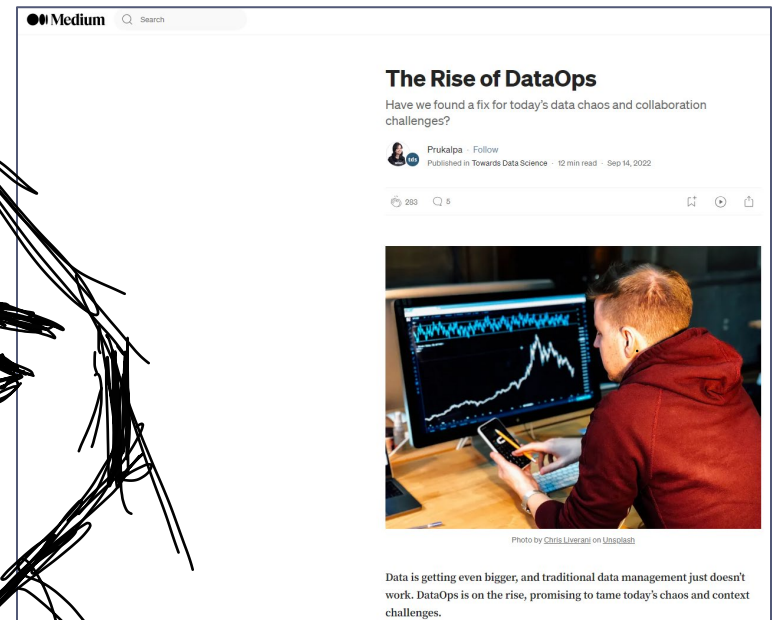 Medium
Search
The Rise of DataOps
Have we found a fix for today's data chaos and collaboration
challenges?
Prukalpa · Follow
tds
Published in Towards Data Science · 12 min read · Sep 14, 2022
283
5
Photo by Chris Liverani on Unsplash
Data is getting even bigger, and traditional data management just doesn't
work. DataOps is on the rise, promising to tame today's chaos and context
challenges.